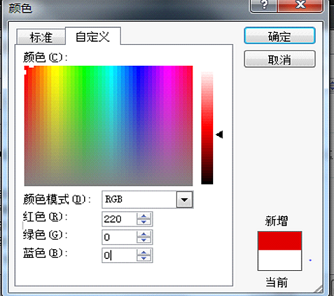 颜色
标准
自定义
确定
取消
颜色(C):
颜色模式(D):
RGB
红色(R):
220
绿色(G):
0
蓝色(B):
0
新增
当前